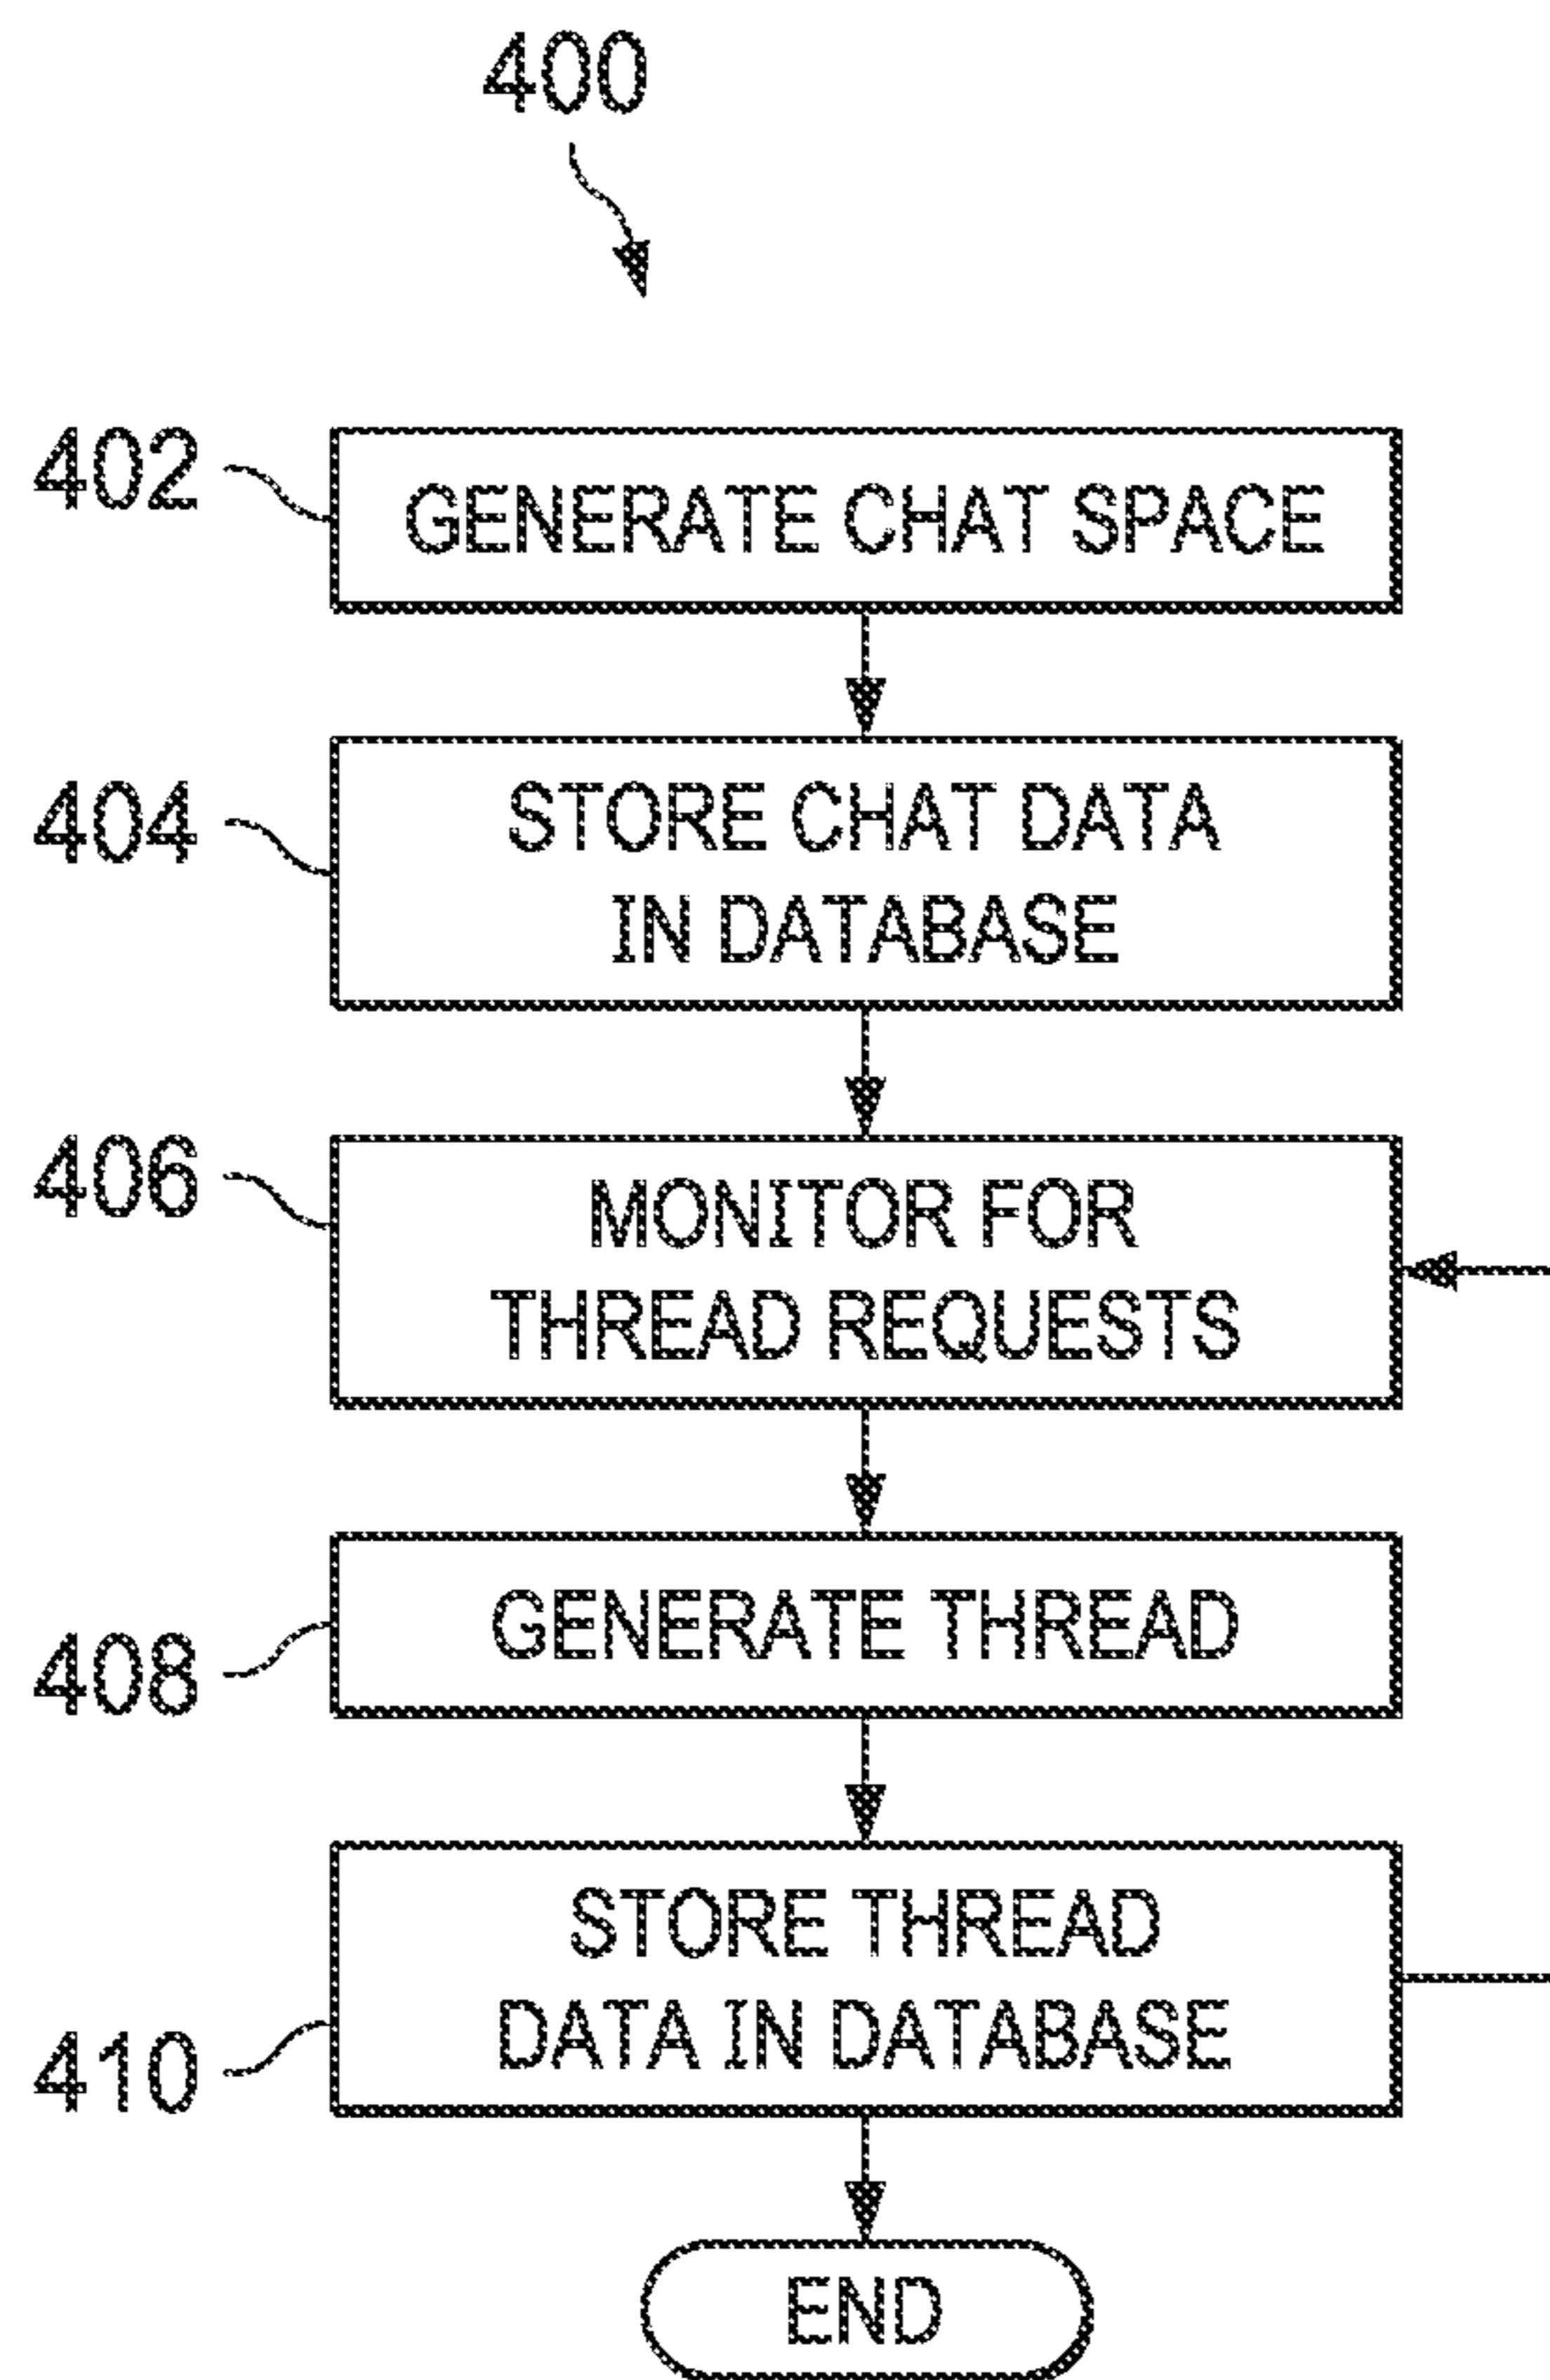 400
402
GENERATE CHAT SPACE
404
STORE CHAT DATA
IN DATABASE
406
MONITOR FOR
THREAD REQUESTS
408
GENERATE THREAD
410
STORE THREAD
DATA IN DATABASE
END